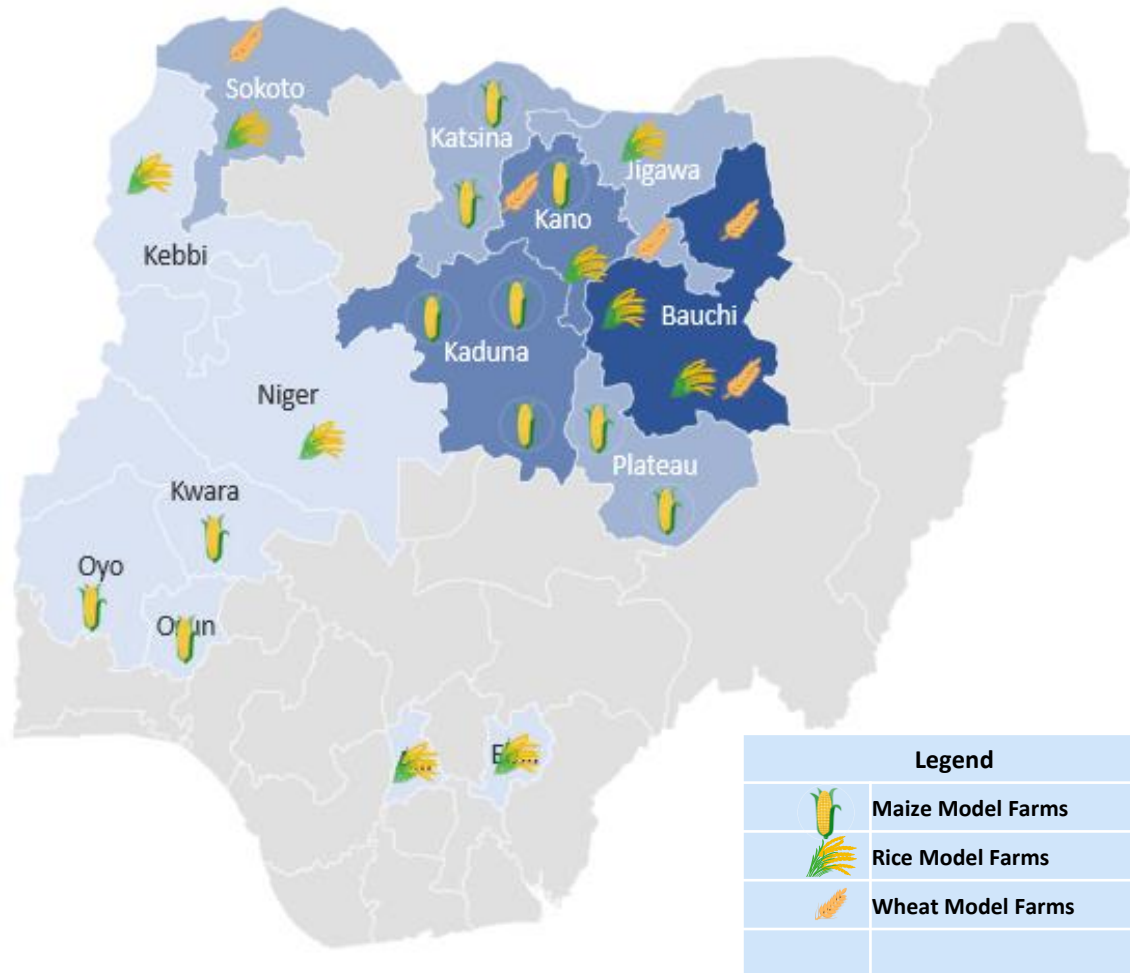 Sokoto
Katsina
Jigawa
Kano
Kebbi
Bauchi
Kaduna
Niger
Plateau
Kwara
Oyo
Legend
Maize Model Farms
Rice Model Farms
Wheat Model Farms